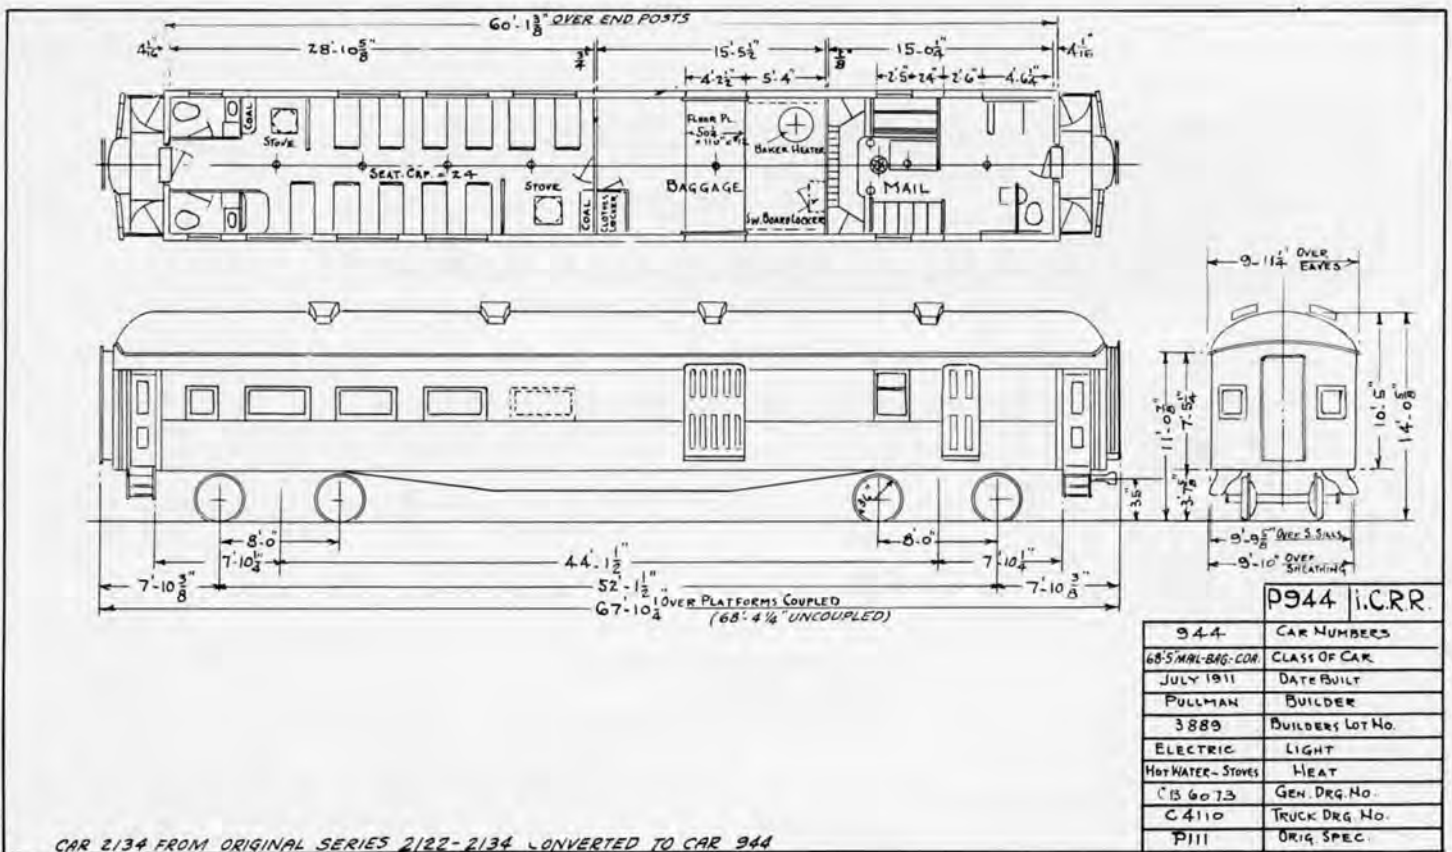 60'-1 3/8" OVER END POSTS
4 1/16" 28'-10 5/8" 3/4" 15'-5 1/2" 15'-0 1/4" 4 1/16"
4'-2 1/2" 5'-4" 2'5" 24" 2'-6" 4'-6 1/4"
COAL
STOVE
SEAT. CAP. = 24
STOVE
COAL
CLOTHES LOCKER
FLOOR PL.
BAKER HEATER
BAGGAGE
SW. BOARD LOCKER
MAIL
9-11 1/4" OVER
EAVES
11'-0 7/8" 7'-5 1/4" 10'-5" 14'-0 5/8"
35"
8'-0" 8'-0"
7'-10 1/4" 44'-1 1/2" 7'-10 1/4"
7'-10 3/8" 52'-1 1/2" 7'-10 3/8"
67'-10 1/4" OVER PLATFORMS COUPLED
(68'-4 1/4" UNCOUPLED)
9'-9 5/8" OVER S. SILLS
9'-10" OVER
SHEATHING
P944 I.C.R.R.
944 CAR NUMBERS
68'5" MAIL-BAG.-COA. CLASS OF CAR
JULY 1911 DATE BUILT
PULLMAN BUILDER
3889 BUILDERS LOT NO.
ELECTRIC LIGHT
HOT WATER - STOVES HEAT
CB 6073 GEN. DRG. NO.
C 4110 TRUCK DRG. NO.
P111 ORIG. SPEC.
CAR 2134 FROM ORIGINAL SERIES 2122-2134 CONVERTED TO CAR 944